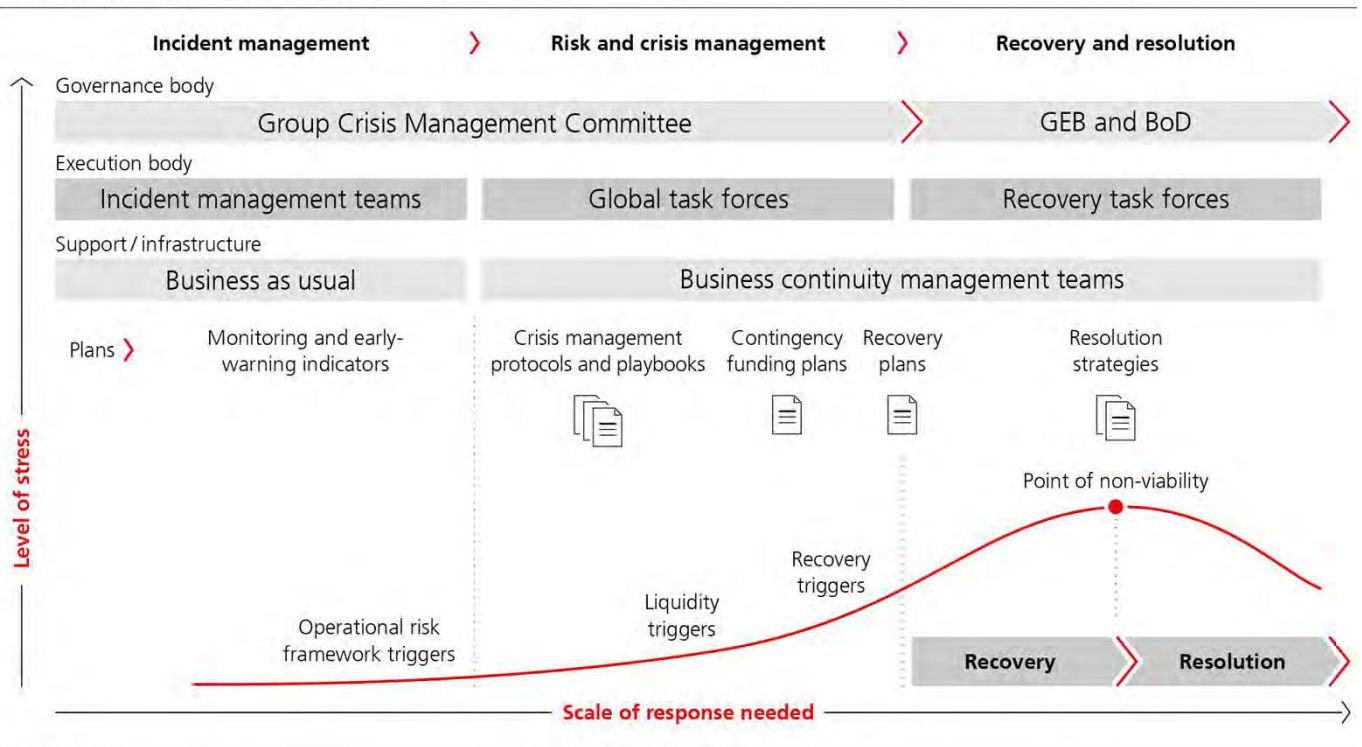 Incident management
Risk and crisis management
Recovery and resolution
Governance body
Group Crisis Management Committee
GEB and BoD
Execution body
Incident management teams
Global task forces
Recovery task forces
Support / infrastructure
Business as usual
Business continuity management teams
Plans
Monitoring and early-
warning indicators
Crisis management
protocols and playbooks
Contingency
funding plans
Recovery
plans
Resolution
strategies
Level of stress
Point of non-viability
Recovery
triggers
Liquidity
triggers
Operational risk
framework triggers
Recovery
Resolution
Scale of response needed